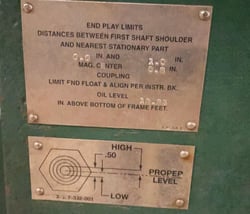 END PLAY LIMITS
DISTANCES BETWEEN FIRST SHAFT SHOULDER
AND NEAREST STATIONARY PART
IN AND IN.
MAG. CENTER IN.
COUPLING
LIMIT END FLOAT & ALIGN PER INSTR. BK.
OIL LEVEL
IN. ABOVE BOTTOM OF FRAME FEET.
HIGH
.50
PROPER
LEVEL
LOW